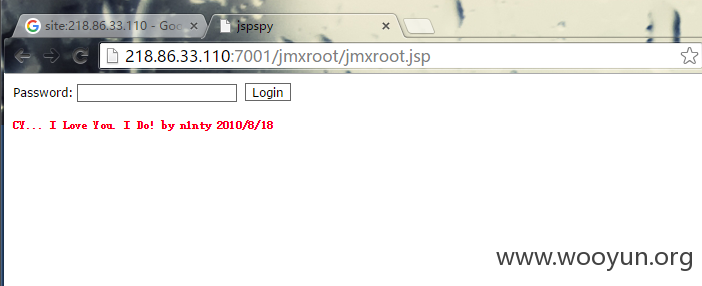 site:218.86.33.110 - Goo
jspspy
218.86.33.110:7001/jmxroot/jmxroot.jsp
Password:
Login
CY... I Love You. I Do! by n1nty 2010/8/18
www.wooyun.org